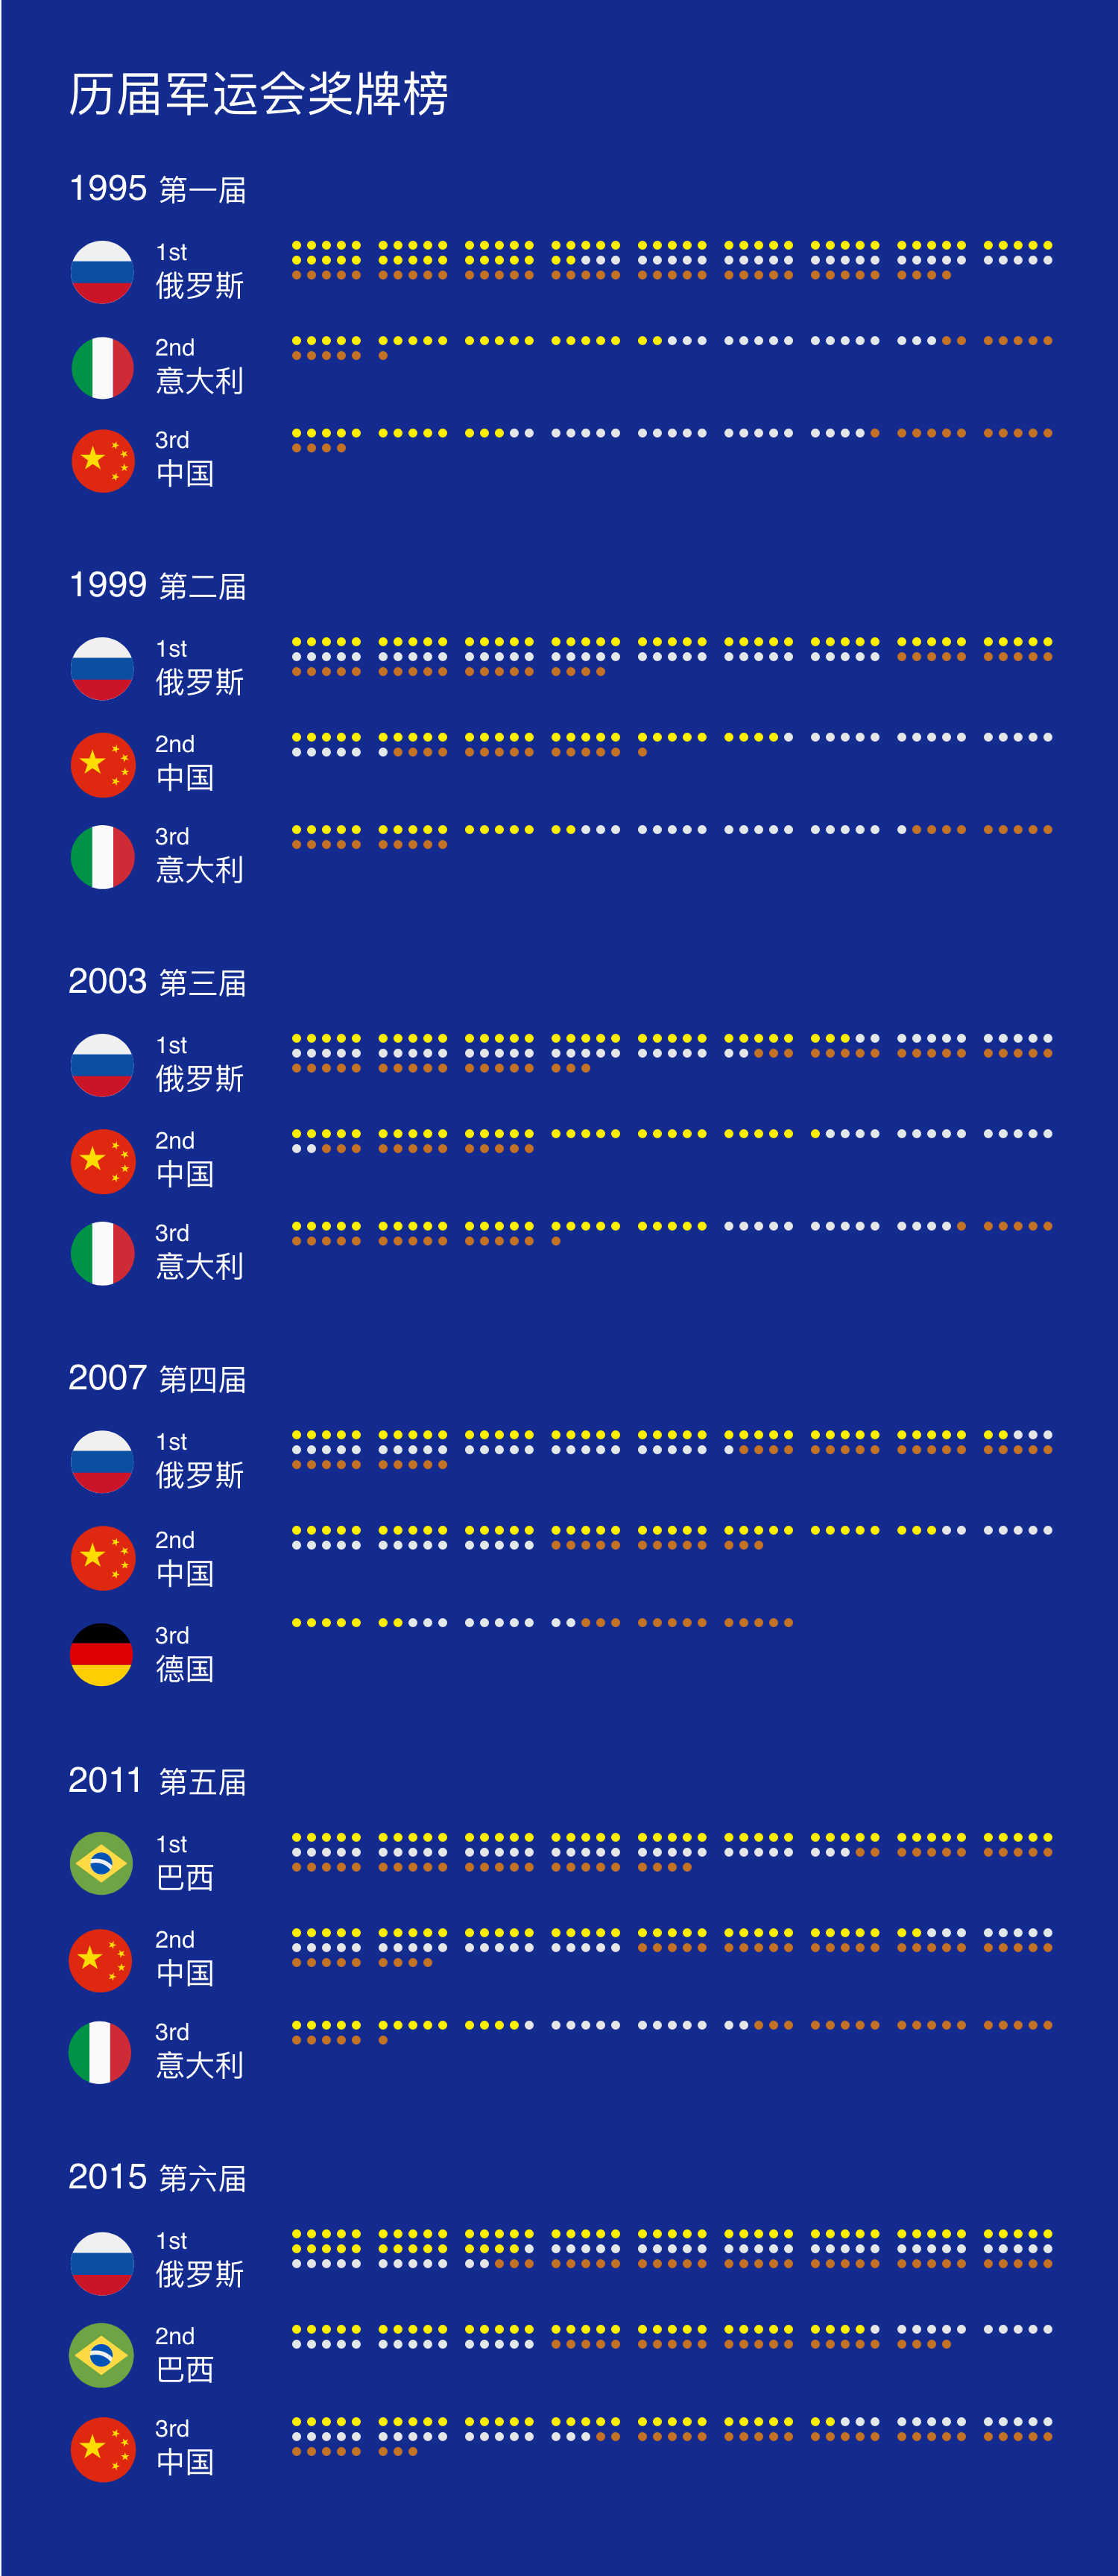 历届军运会奖牌榜
1995 第一届
1st
俄罗斯
2nd
意大利
3rd
中国
1999 第二届
1st
俄罗斯
2nd
中国
3rd
意大利
2003 第三届
1st
俄罗斯
2nd
中国
3rd
意大利
2007 第四届
1st
俄罗斯
2nd
中国
3rd
德国
2011 第五届
1st
巴西
2nd
中国
3rd
意大利
2015 第六届
1st
俄罗斯
2nd
巴西
3rd
中国